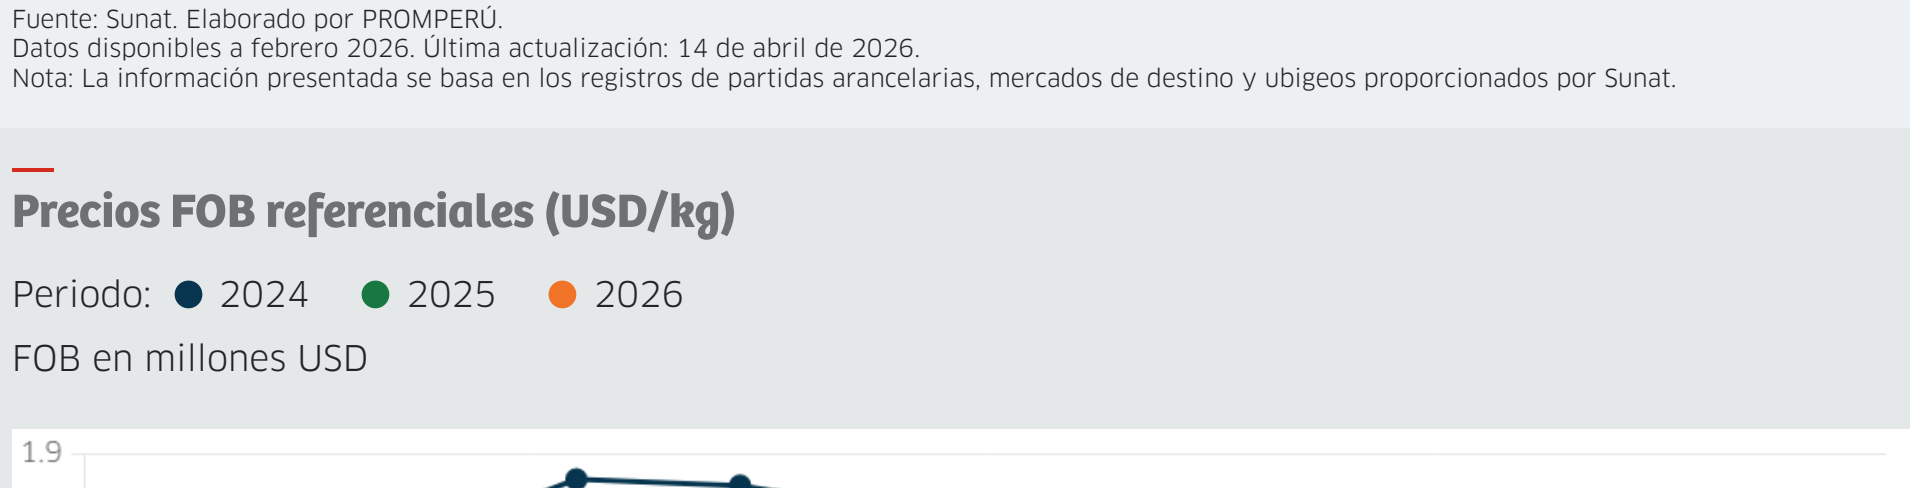 Fuente: Sunat. Elaborado por PROMPERÚ.
Datos disponibles a febrero 2026. Última actualización: 14 de abril de 2026.
Nota: La información presentada se basa en los registros de partidas arancelarias, mercados de destino y ubigeos proporcionados por Sunat.
Precios FOB referenciales (USD/kg)
Periodo: 2024 2025 2026
FOB en millones USD
1.9